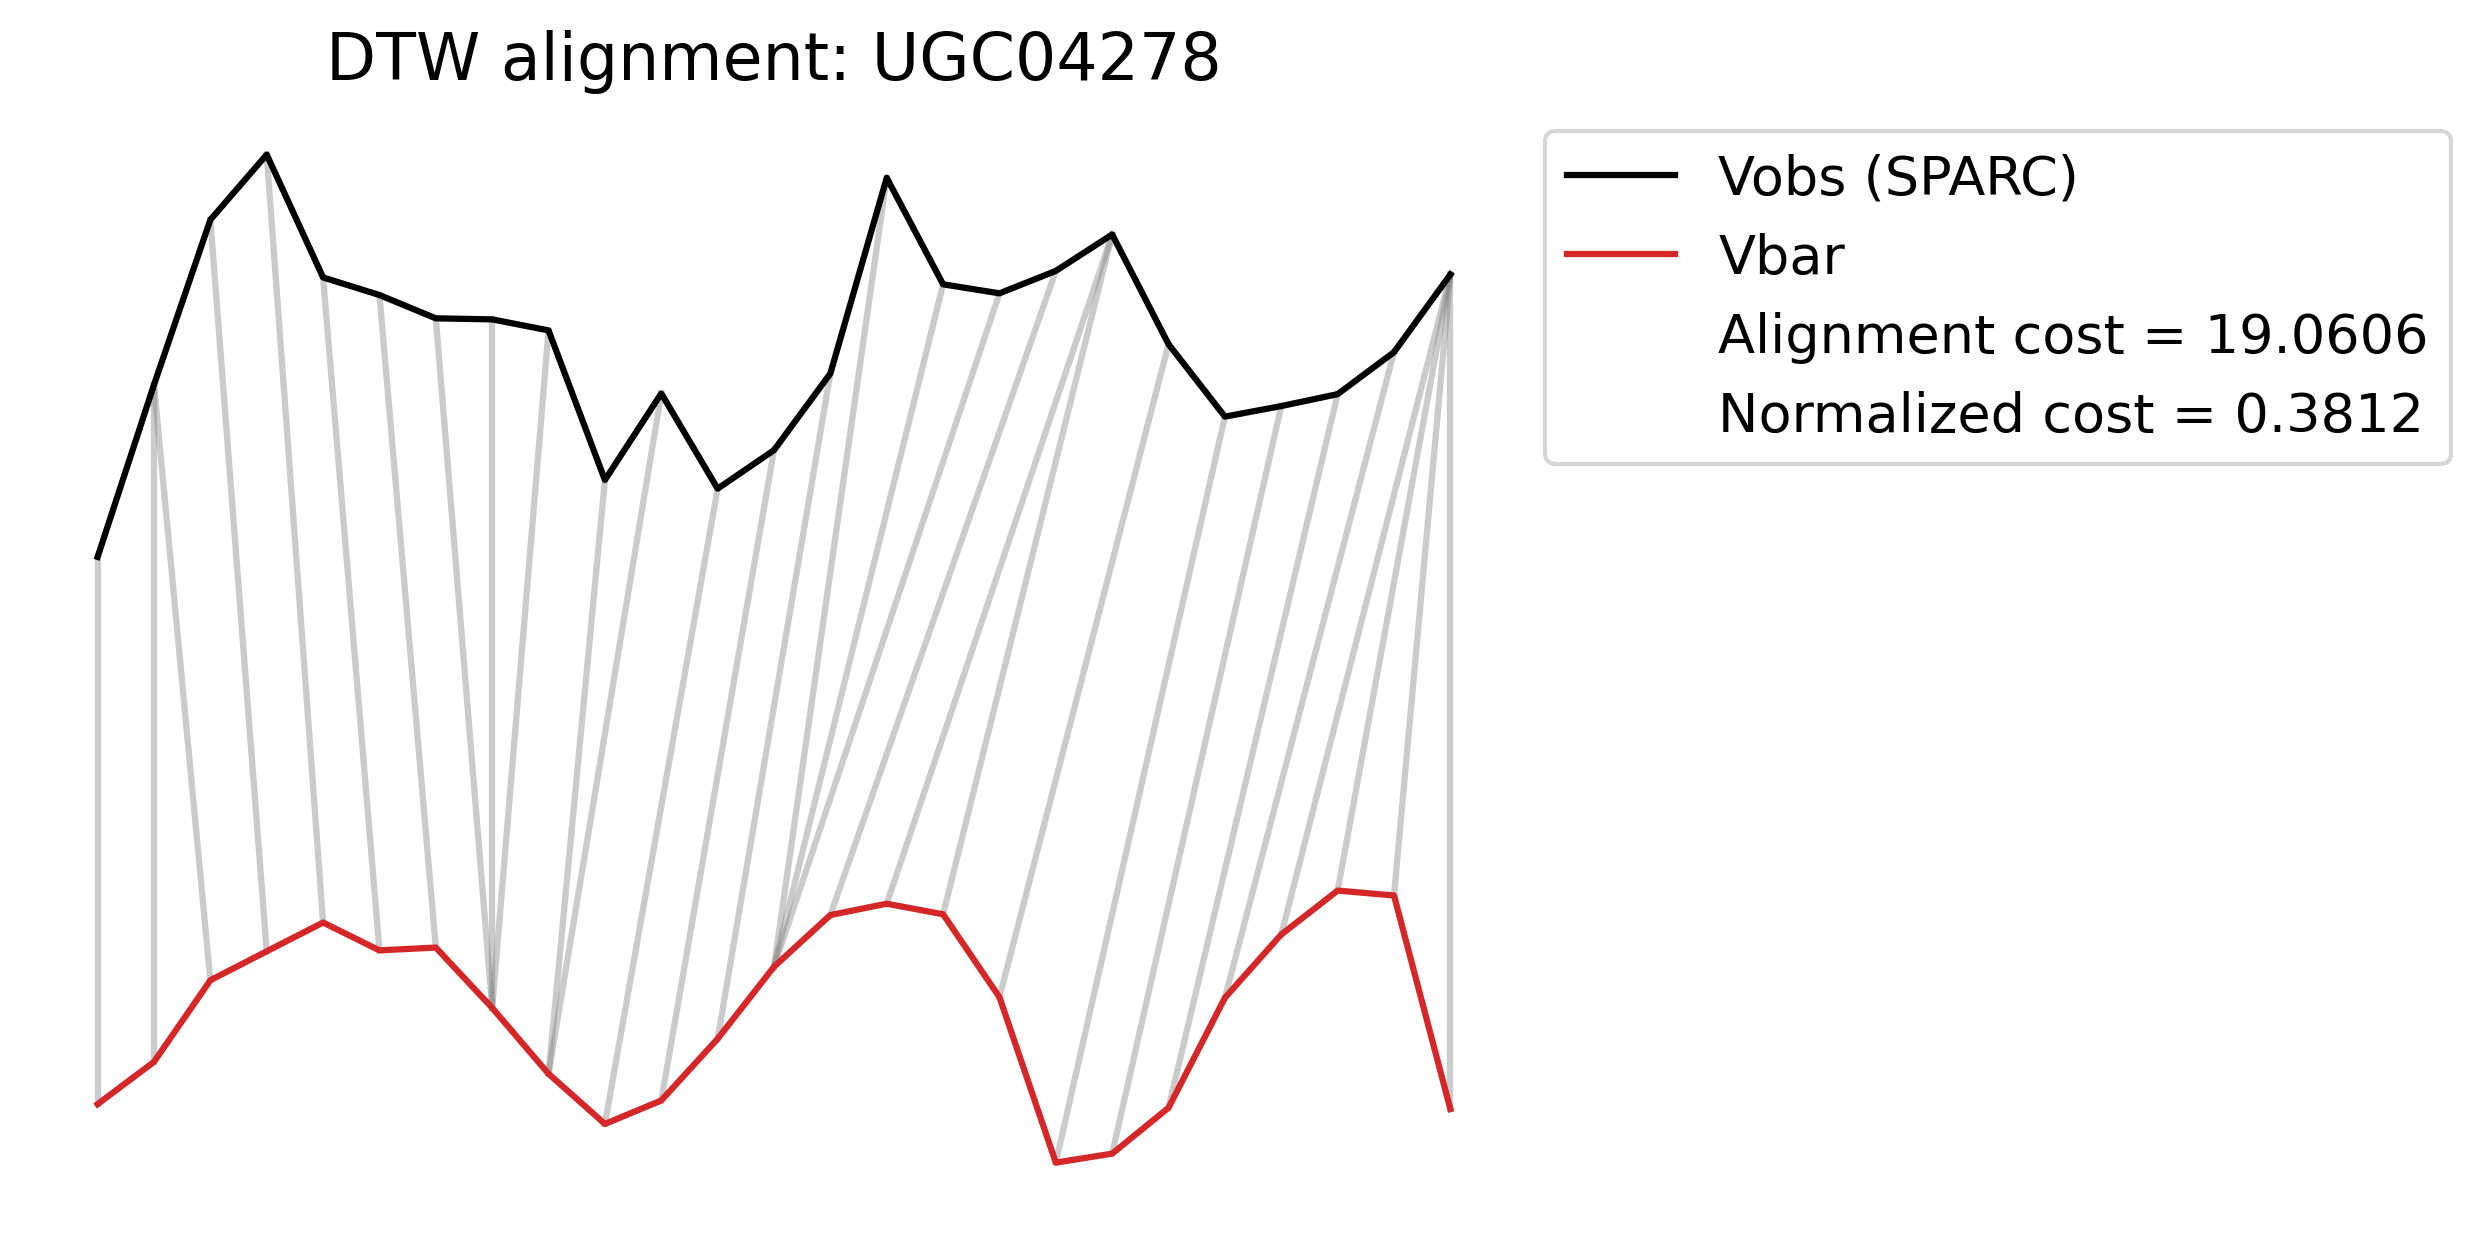 DTW alignment: UGC04278
Vobs (SPARC)
Vbar
Alignment cost = 19.0606
Normalized cost = 0.3812